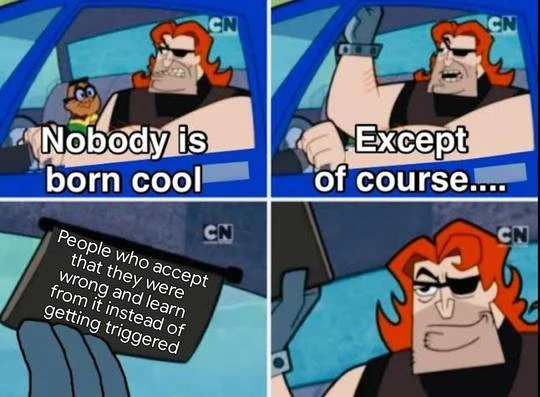 CN
Nobody is
born cool
CN
Except
of course....
CN
People who accept
that they were
wrong and learn
from it instead of
getting triggered
CN